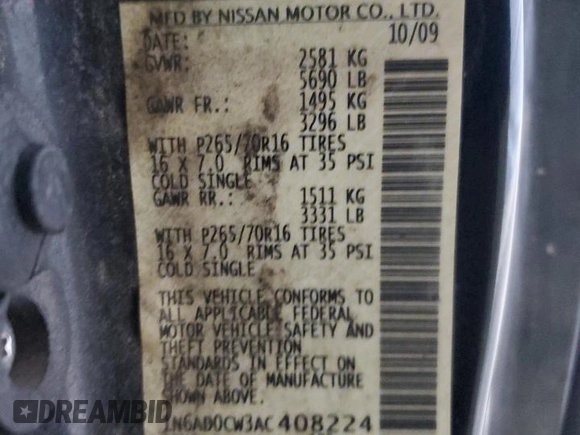 MFD BY NISSAN MOTOR CO., LTD.
DATE: 10/09
GVWR: 2581 KG
5690 LB
GAWR FR.: 1495 KG
3296 LB
WITH P265/70R16 TIRES
16 X 7.0 RIMS AT 35 PSI
COLD SINGLE
GAWR RR.: 1511 KG
3331 LB
WITH P265/70R16 TIRES
16 X 7.0 RIMS AT 35 PSI
COLD SINGLE
THIS VEHICLE CONFORMS TO
ALL APPLICABLE FEDERAL
MOTOR VEHICLE SAFETY AND
THEFT PREVENTION
STANDARDS IN EFFECT ON
THE DATE OF MANUFACTURE
SHOWN ABOVE.
1N6AD0CW3AC408224
© STATVIN.COM BIDMD